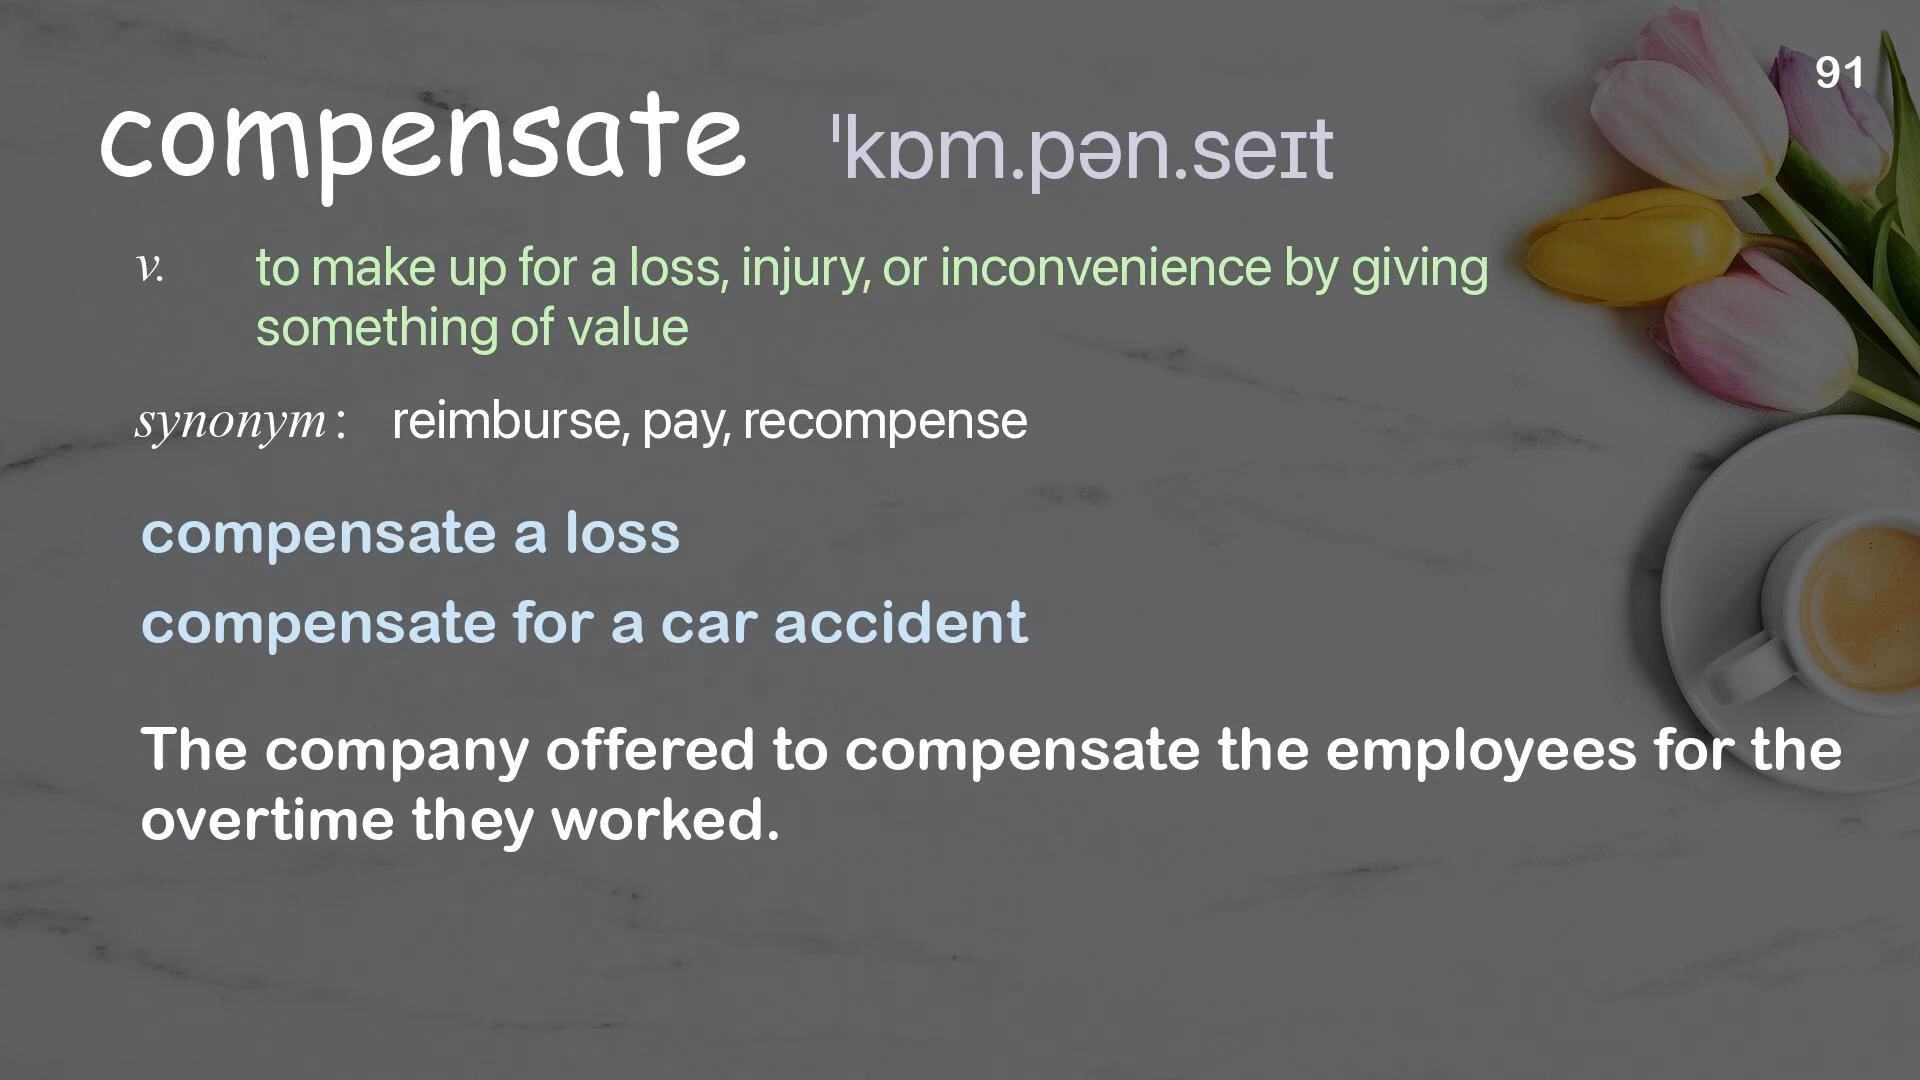 91
compensate ˈkɒm.pən.seɪt
v. to make up for a loss, injury, or inconvenience by giving
something of value
synonym : reimburse, pay, recompense
compensate a loss
compensate for a car accident
The company offered to compensate the employees for the
overtime they worked.